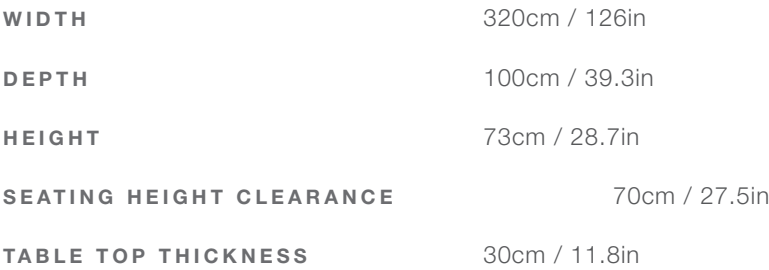 WIDTH 320cm / 126in
DEPTH 100cm / 39.3in
HEIGHT 73cm / 28.7in
SEATING HEIGHT CLEARANCE 70cm / 27.5in
TABLE TOP THICKNESS 30cm / 11.8in